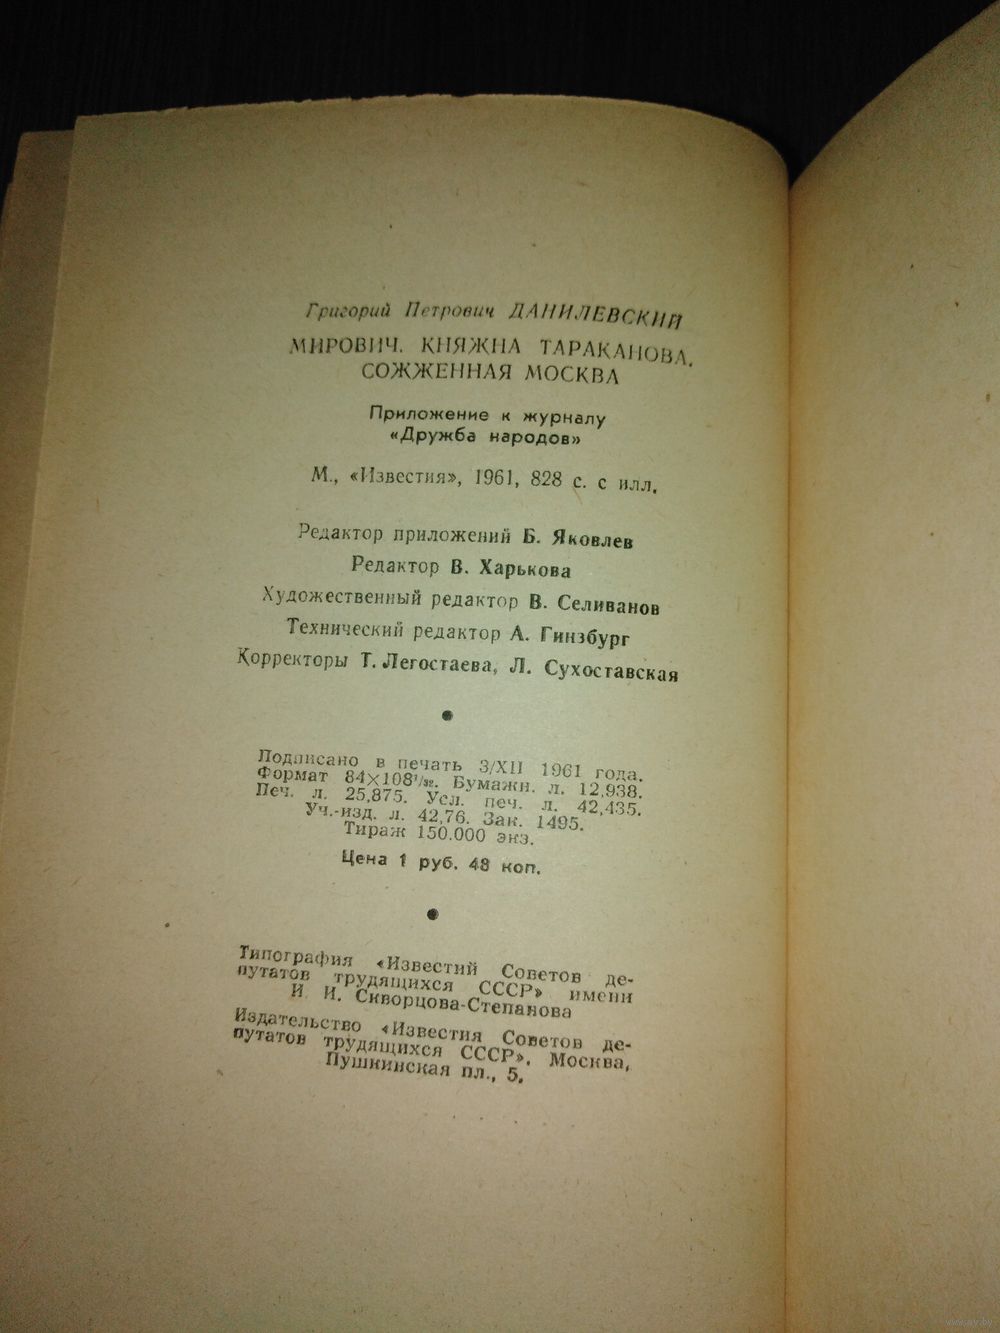 Григорий Петрович ДАНИЛЕВСКИЙ
МИРОВИЧ. КНЯЖНА ТАРАКАНОВА.
СОЖЖЕННАЯ МОСКВА
Приложение к журналу
«Дружба народов»
М., «Известия», 1961, 828 с. с илл.
Редактор приложений Б. Яковлев
Редактор В. Харькова
Художественный редактор В. Селиванов
Технический редактор А. Гинзбург
Корректоры Т. Легостаева, Л. Сухоставская
Подписано в печать 3/XII 1961 года.
Формат 84×108¹/₃₂. Бумажн. л. 12,938.
Печ. л. 25,875. Усл. печ. л. 42,435.
Уч.-изд. л. 42,76. Зак. 1495.
Тираж 150.000 экз.
Цена 1 руб. 48 коп.
Типография «Известий Советов де-
путатов трудящихся СССР» имени
И. И. Скворцова-Степанова
Издательство «Известия Советов де-
путатов трудящихся СССР». Москва,
Пушкинская пл., 5.